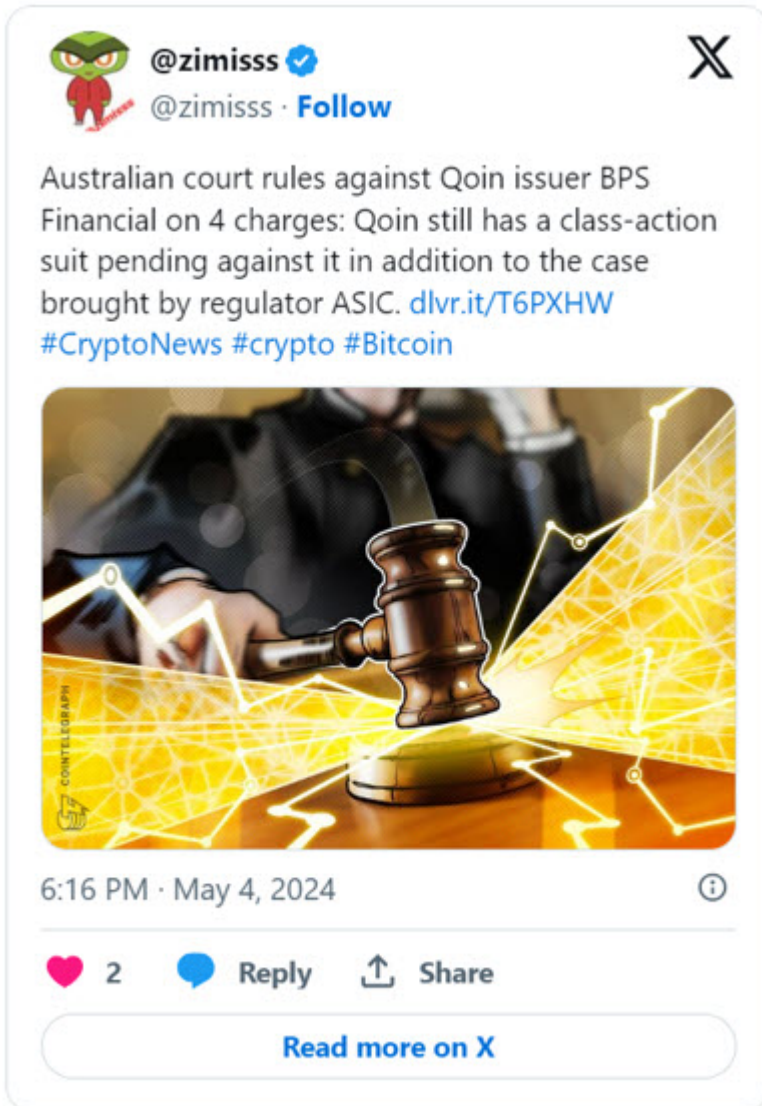 @zimisss
@zimisss · Follow
Australian court rules against Qoin issuer BPS
Financial on 4 charges: Qoin still has a class-action
suit pending against it in addition to the case
brought by regulator ASIC. dlvr.it/T6PXHW
#CryptoNews #crypto #Bitcoin
COINTELEGRAPH
6:16 PM · May 4, 2024
2 Reply Share
Read more on X